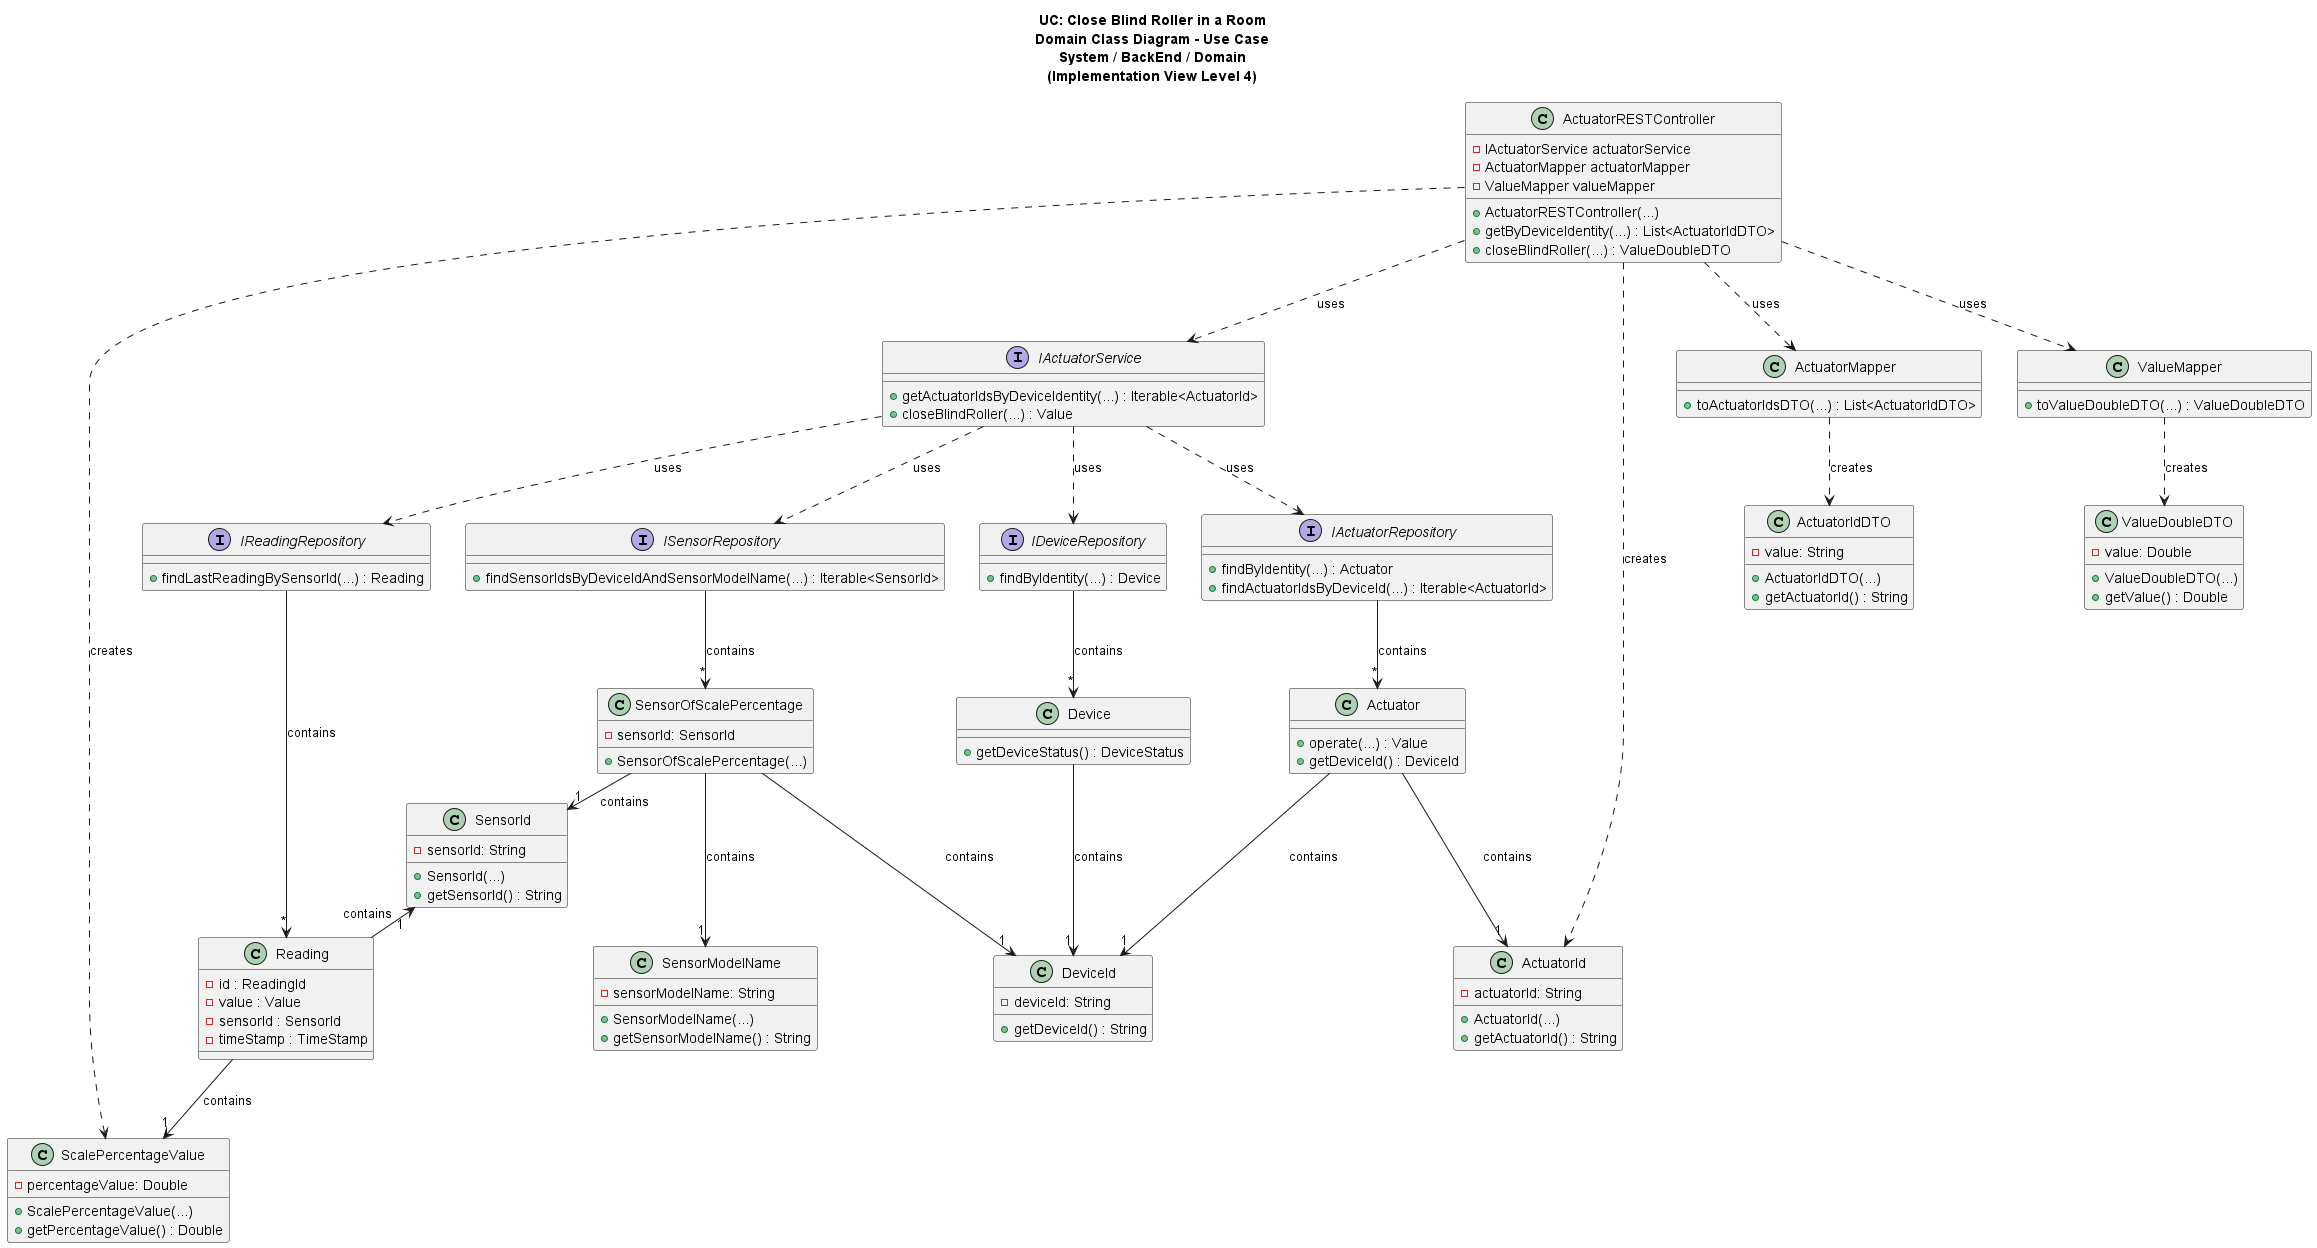 UC: Close Blind Roller in a Room
Domain Class Diagram - Use Case
System / BackEnd / Domain
(Implementation View Level 4)
C ActuatorRESTController
IActuatorService actuatorService
ActuatorMapper actuatorMapper
ValueMapper valueMapper
ActuatorRESTController(...)
getByDeviceIdentity(...) : List<ActuatorIdDTO>
closeBlindRoller(...) : ValueDoubleDTO
uses
uses
uses
I IActuatorService
getActuatorIdsByDeviceIdentity(...) : Iterable<ActuatorId>
closeBlindRoller(...) : Value
C ActuatorMapper
toActuatorIdsDTO(...) : List<ActuatorIdDTO>
C ValueMapper
toValueDoubleDTO(...) : ValueDoubleDTO
uses
uses
uses
uses
creates
creates
I IReadingRepository
findLastReadingBySensorId(...) : Reading
I ISensorRepository
findSensorIdsByDeviceIdAndSensorModelName(...) : Iterable<SensorId>
I IDeviceRepository
findByIdentity(...) : Device
I IActuatorRepository
findByIdentity(...) : Actuator
findActuatorIdsByDeviceId(...) : Iterable<ActuatorId>
creates
C ActuatorIdDTO
value: String
ActuatorIdDTO(...)
getActuatorId() : String
C ValueDoubleDTO
value: Double
ValueDoubleDTO(...)
getValue() : Double
creates
contains
*
contains
*
contains
*
contains
*
C SensorOfScalePercentage
sensorId: SensorId
SensorOfScalePercentage(...)
C Device
getDeviceStatus() : DeviceStatus
C Actuator
operate(...) : Value
getDeviceId() : DeviceId
1
contains
C SensorId
sensorId: String
SensorId(...)
getSensorId() : String
contains
1
contains
1
contains
1
contains
1
contains
1
contains
1
C Reading
id : ReadingId
value : Value
sensorId : SensorId
timeStamp : TimeStamp
C SensorModelName
sensorModelName: String
SensorModelName(...)
getSensorModelName() : String
C DeviceId
deviceId: String
getDeviceId() : String
C ActuatorId
actuatorId: String
ActuatorId(...)
getActuatorId() : String
contains
1
C ScalePercentageValue
percentageValue: Double
ScalePercentageValue(...)
getPercentageValue() : Double